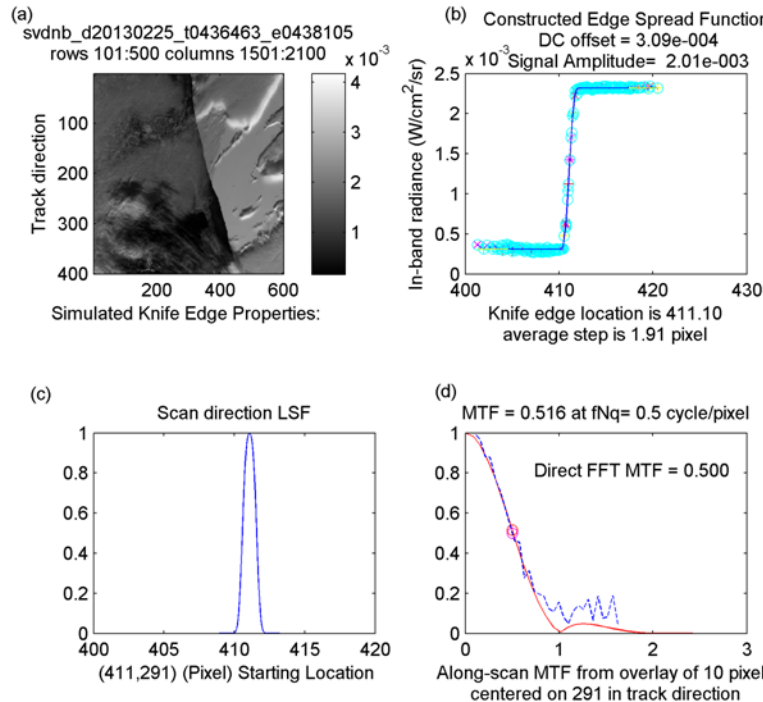 (a)
svdnb_d20130225_t0436463_e0438105
rows 101:500 columns 1501:2100
x 10⁻³
Track direction
100
200
300
400
200 400 600
4
3
2
1
Simulated Knife Edge Properties:
(b)
Constructed Edge Spread Function
DC offset = 3.09e-004
Signal Amplitude= 2.01e-003
x 10⁻³
In-band radiance (W/cm²/sr)
2.5
2
1.5
1
0.5
0
400 410 420 430
Knife edge location is 411.10
average step is 1.91 pixel
(c)
Scan direction LSF
1
0.8
0.6
0.4
0.2
0
400 405 410 415 420
(411,291) (Pixel) Starting Location
(d)
MTF = 0.516 at fNq= 0.5 cycle/pixel
Direct FFT MTF = 0.500
1
0.8
0.6
0.4
0.2
0
0 1 2 3
Along-scan MTF from overlay of 10 pixel
centered on 291 in track direction